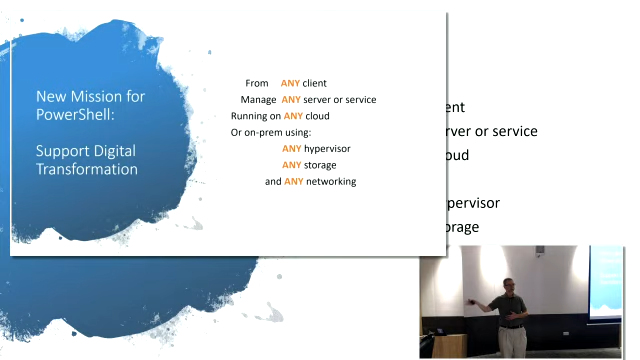 New Mission for
PowerShell:
Support Digital
Transformation
From ANY client
Manage ANY server or service
Running on ANY cloud
Or on-prem using:
ANY hypervisor
ANY storage
and ANY networking
ent
rver or service
oud
pervisor
orage